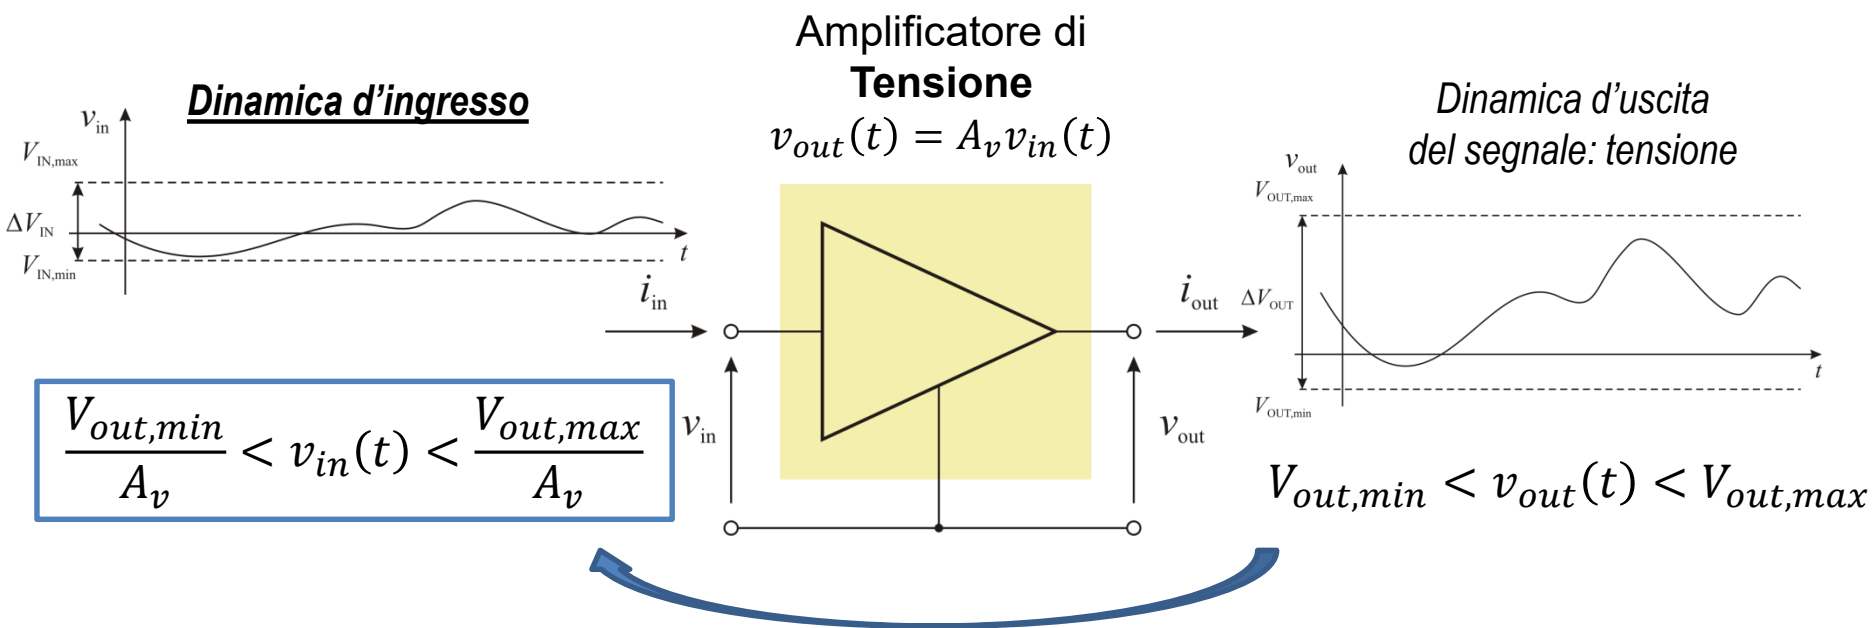 Amplificatore di
Tensione
v_out(t) = A_v v_in(t)
Dinamica d'ingresso
v_in
V_IN,max
ΔV_IN
V_IN,min
t
i_in
v_in
i_out
v_out
Dinamica d'uscita
del segnale: tensione
v_out
V_OUT,max
ΔV_OUT
V_OUT,min
t
V_out,min / A_v < v_in(t) < V_out,max / A_v
V_out,min < v_out(t) < V_out,max